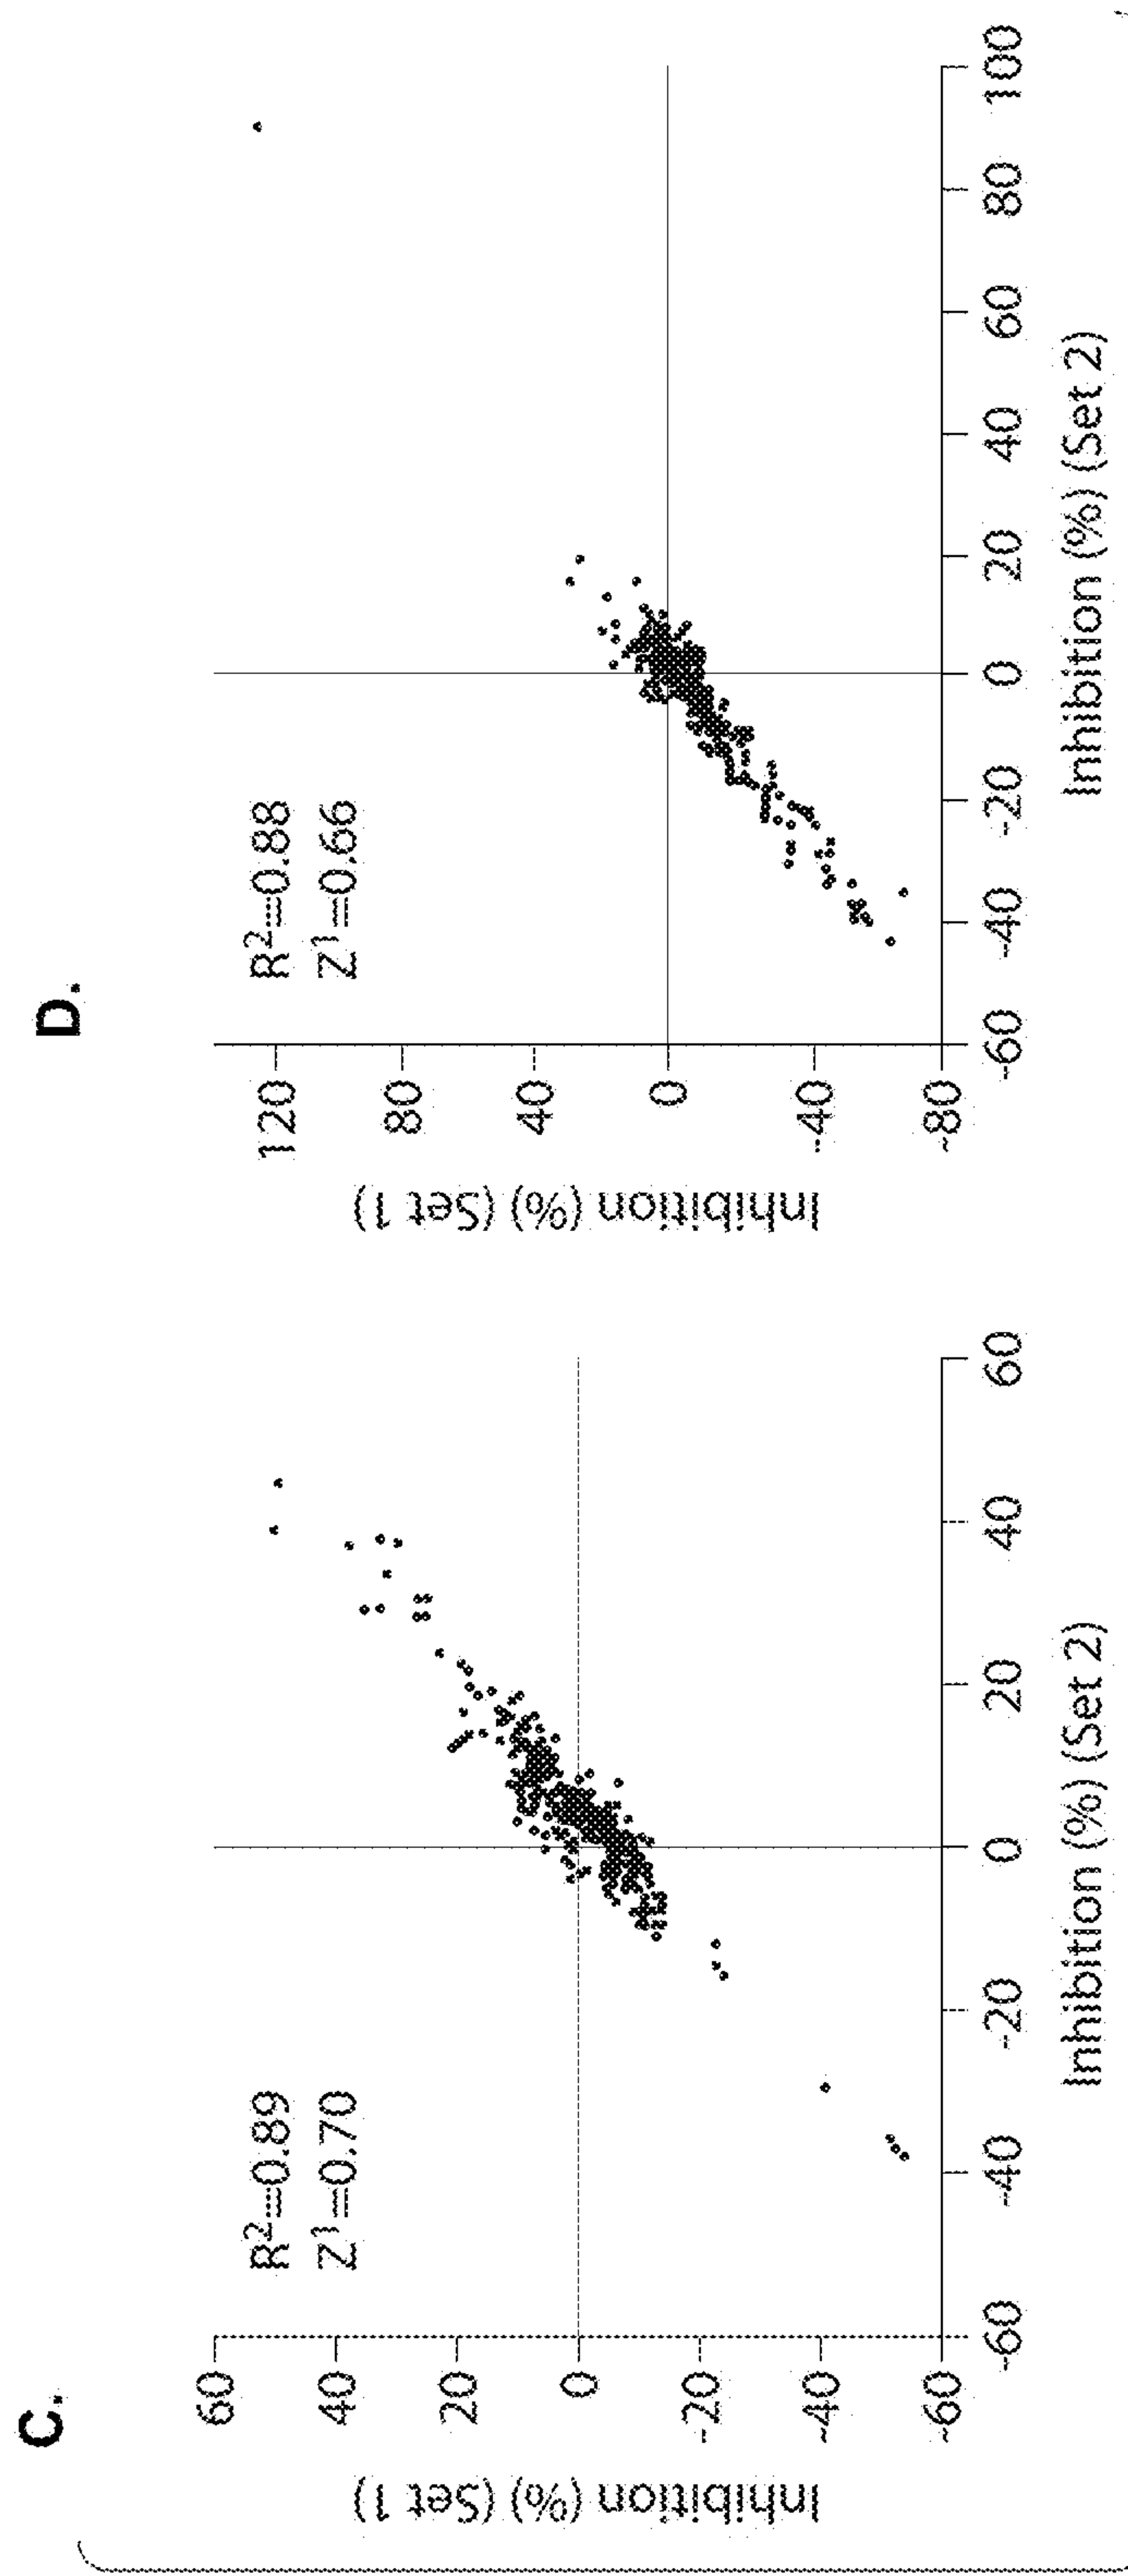 C.
R²=0.89
Z¹=0.70
60
40
20
0
-20
-40
-60
Inhibition (%) (Set 1)
-60
-40
-20
0
20
40
60
Inhibition (%) (Set 2)
D.
R²=0.88
Z¹=0.66
120
80
40
0
-40
-80
Inhibition (%) (Set 1)
-60
-40
-20
0
20
40
60
80
100
Inhibition (%) (Set 2)